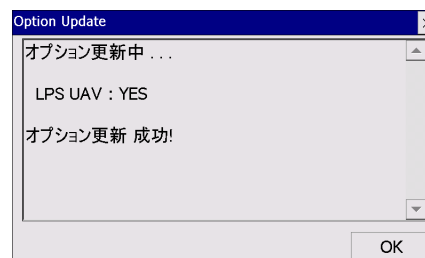 Option Update
オプション更新中 . . .
LPS UAV : YES
オプション更新 成功!
OK